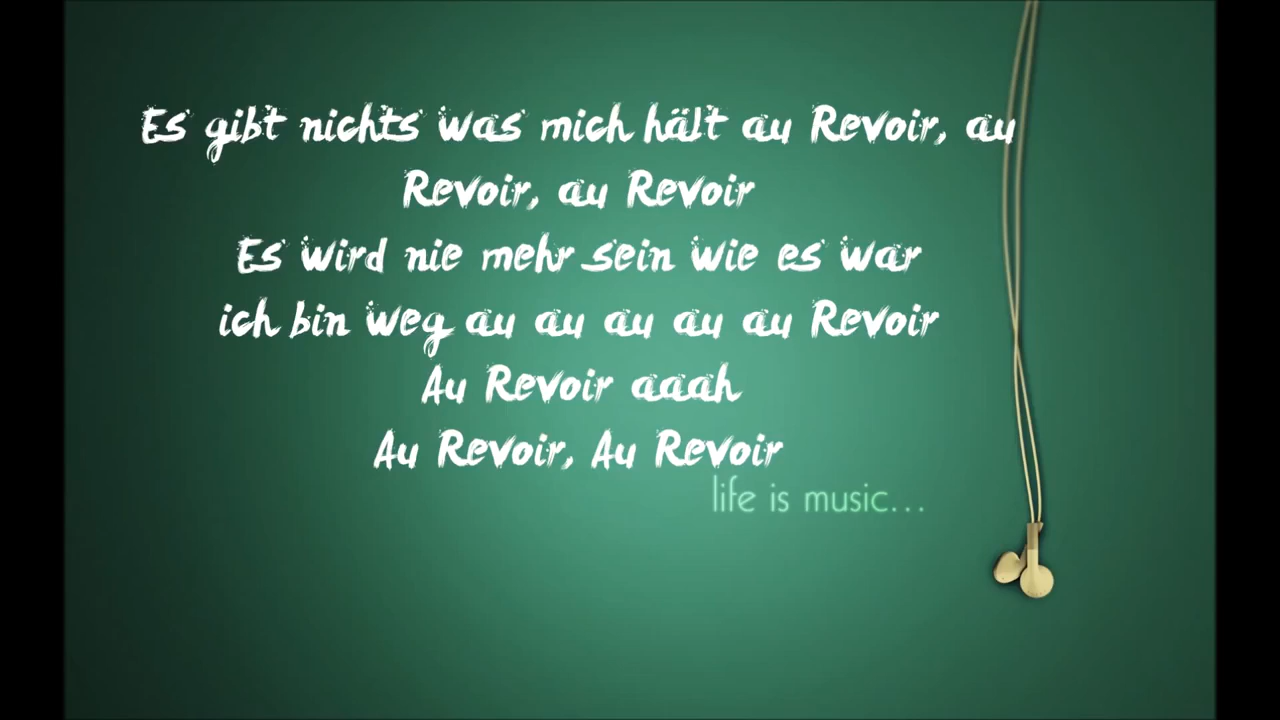 Es gibt nichts was mich hält au Revoir, au
Revoir, au Revoir
Es wird nie mehr sein wie es war
ich bin weg au au au au au Revoir
Au Revoir aaah
Au Revoir, Au Revoir
life is music...